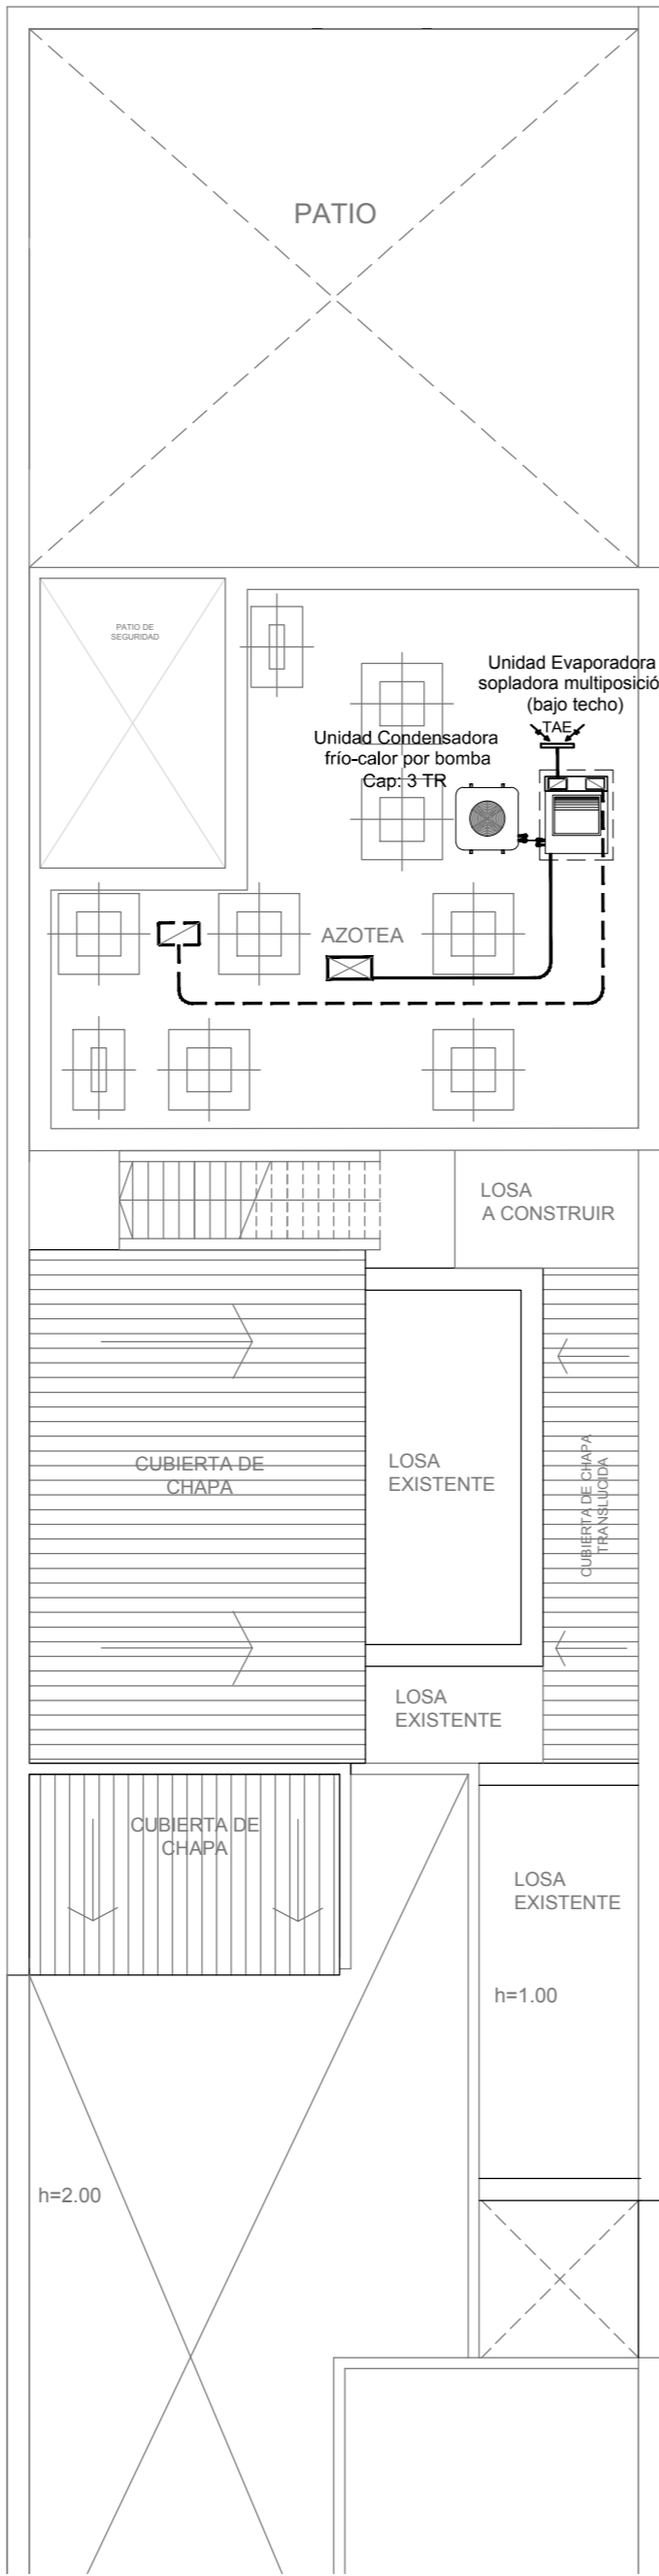 PATIO
PATIO DE
SEGURIDAD
Unidad Evaporadora
sopladora multiposició
(bajo techo)
TAE
Unidad Condensadora
frío-calor por bomba
Cap: 3 TR
AZOTEA
LOSA
A CONSTRUIR
CUBIERTA DE
CHAPA
LOSA
EXISTENTE
CUBIERTA DE CHAPA
TRANSLUCIDA
LOSA
EXISTENTE
CUBIERTA DE
CHAPA
LOSA
EXISTENTE
h=1.00
h=2.00